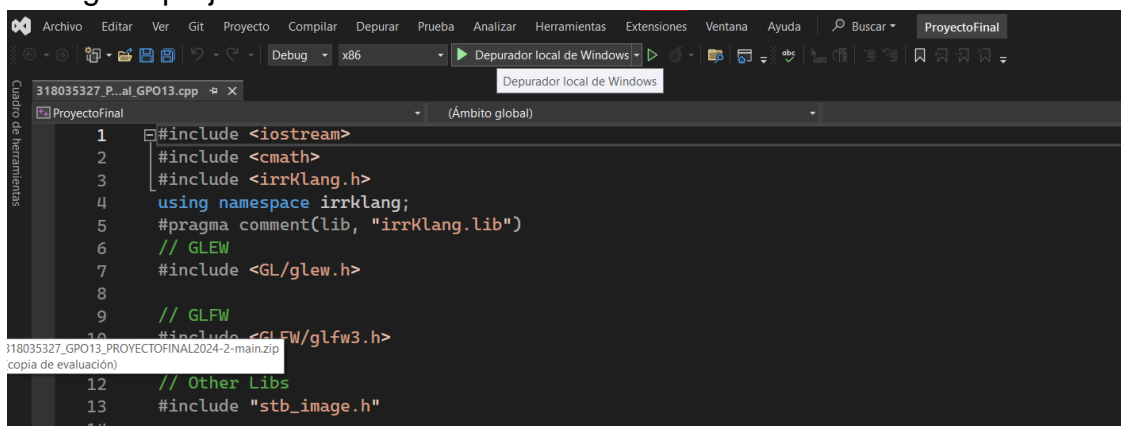 Archivo Editar Ver Git Proyecto Compilar Depurar Prueba Analizar Herramientas Extensiones Ventana Ayuda Buscar ProyectoFinal
Debug x86 Depurador local de Windows
Depurador local de Windows
Cuadro de herramientas
318035327_P...al_GPO13.cpp
ProyectoFinal (Ámbito global)
1 #include <iostream>
2 #include <cmath>
3 #include <irrKlang.h>
4 using namespace irrklang;
5 #pragma comment(lib, "irrKlang.lib")
6 // GLEW
7 #include <GL/glew.h>
8
9 // GLFW
10 #include <GLFW/glfw3.h>
318035327_GPO13_PROYECTOFINAL2024-2-main.zip
(copia de evaluación)
12 // Other Libs
13 #include "stb_image.h"